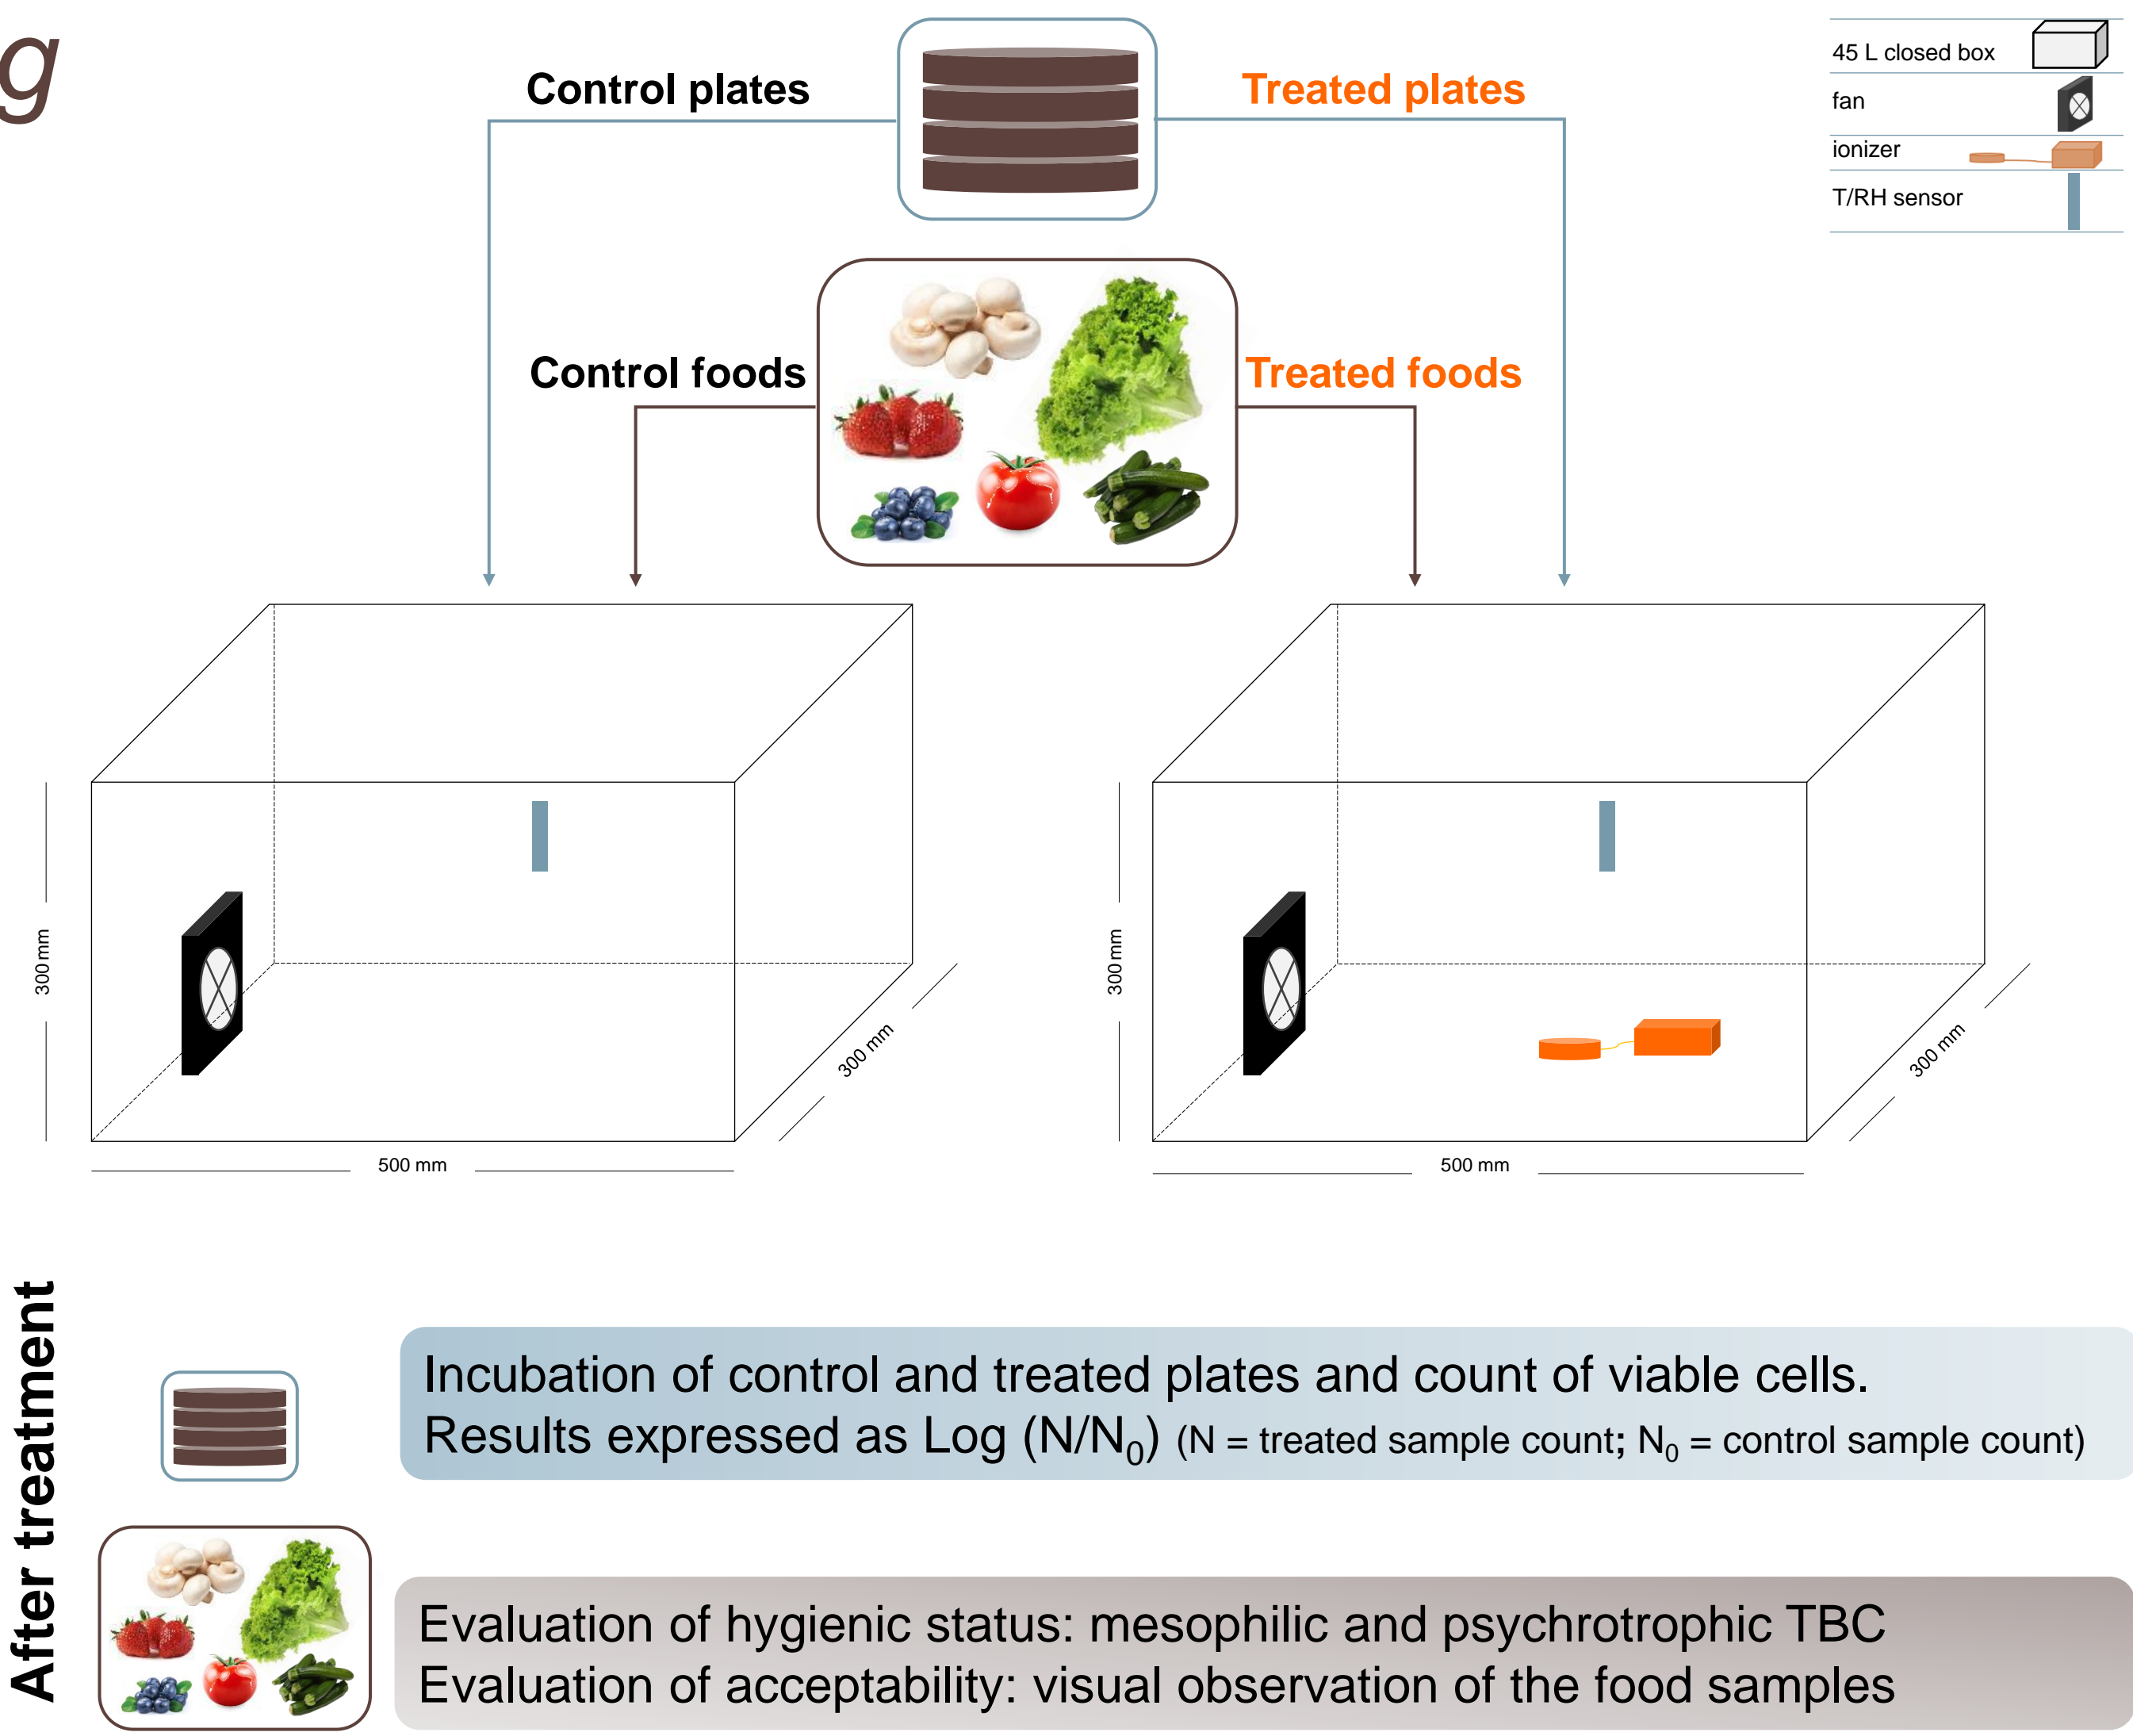 g
Control plates
Treated plates
45 L closed box
fan
ionizer
T/RH sensor
Control foods
Treated foods
300 mm
300 mm
500 mm
300 mm
300 mm
500 mm
After treatment
Incubation of control and treated plates and count of viable cells.
Results expressed as Log (N/N₀) (N = treated sample count; N₀ = control sample count)
Evaluation of hygienic status: mesophilic and psychrotrophic TBC
Evaluation of acceptability: visual observation of the food samples